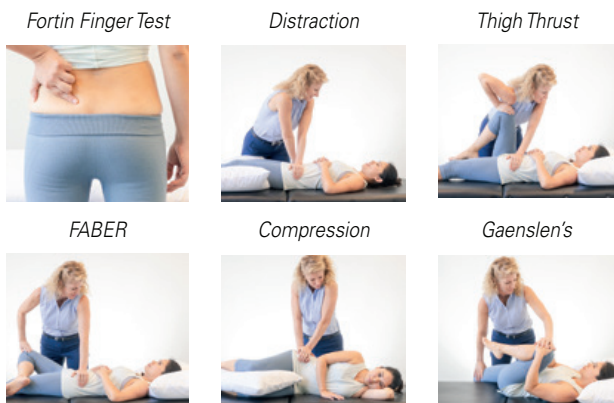 Fortin Finger Test
Distraction
Thigh Thrust
FABER
Compression
Gaenslen's